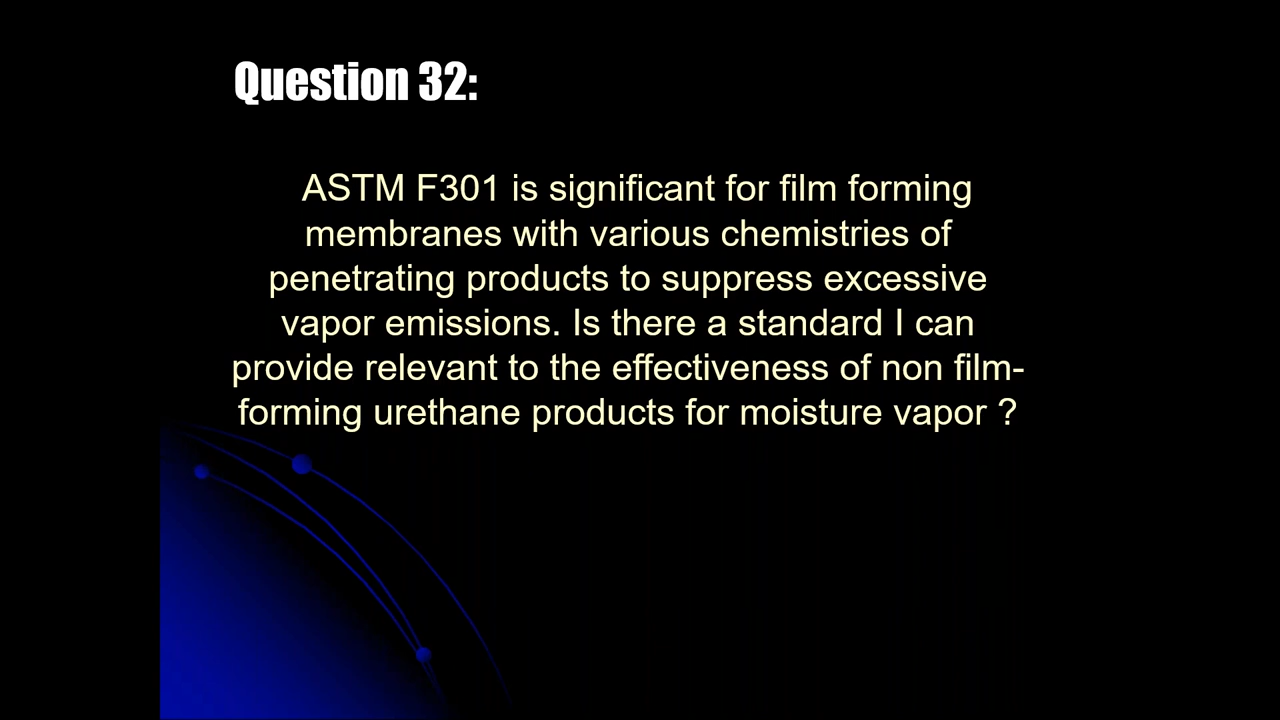 Question 32:
ASTM F301 is significant for film forming
membranes with various chemistries of
penetrating products to suppress excessive
vapor emissions. Is there a standard I can
provide relevant to the effectiveness of non film-
forming urethane products for moisture vapor ?